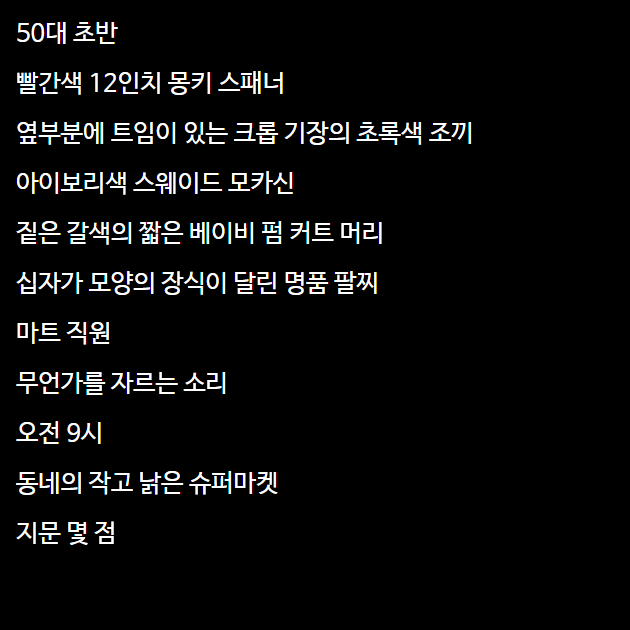 50대 초반
빨간색 12인치 몽키 스패너
옆부분에 트임이 있는 크롭 기장의 초록색 조끼
아이보리색 스웨이드 모카신
짙은 갈색의 짧은 베이비 펌 커트 머리
십자가 모양의 장식이 달린 명품 팔찌
마트 직원
무언가를 자르는 소리
오전 9시
동네의 작고 낡은 슈퍼마켓
지문 몇 점